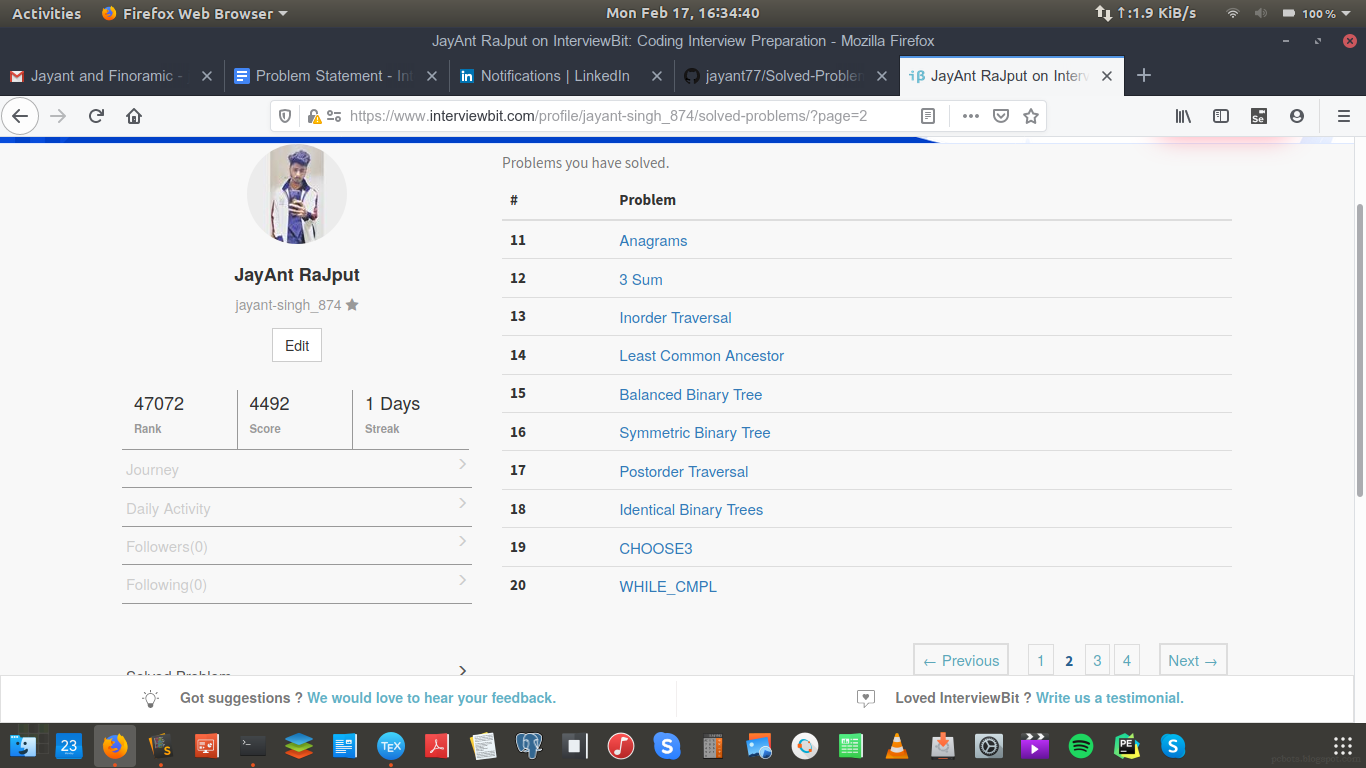 Activities Firefox Web Browser Mon Feb 17, 16:34:40 ↑:1.9 KiB/s 100 %
JayAnt RaJput on InterviewBit: Coding Interview Preparation - Mozilla Firefox
Jayant and Finoramic - Problem Statement - Int Notifications | LinkedIn jayant77/Solved-Problem iβ JayAnt RaJput on Interv
https://www.interviewbit.com/profile/jayant-singh_874/solved-problems/?page=2 Se
Problems you have solved.
# Problem
11 Anagrams
12 3 Sum
13 Inorder Traversal
14 Least Common Ancestor
15 Balanced Binary Tree
16 Symmetric Binary Tree
17 Postorder Traversal
18 Identical Binary Trees
19 CHOOSE3
20 WHILE_CMPL
JayAnt RaJput
jayant-singh_874
Edit
47072 4492 1 Days
Rank Score Streak
Journey
Daily Activity
Followers(0)
Following(0)
Solved Problem
← Previous 1 2 3 4 Next →
Got suggestions ? We would love to hear your feedback. Loved InterviewBit ? Write us a testimonial.
23 TEX PE